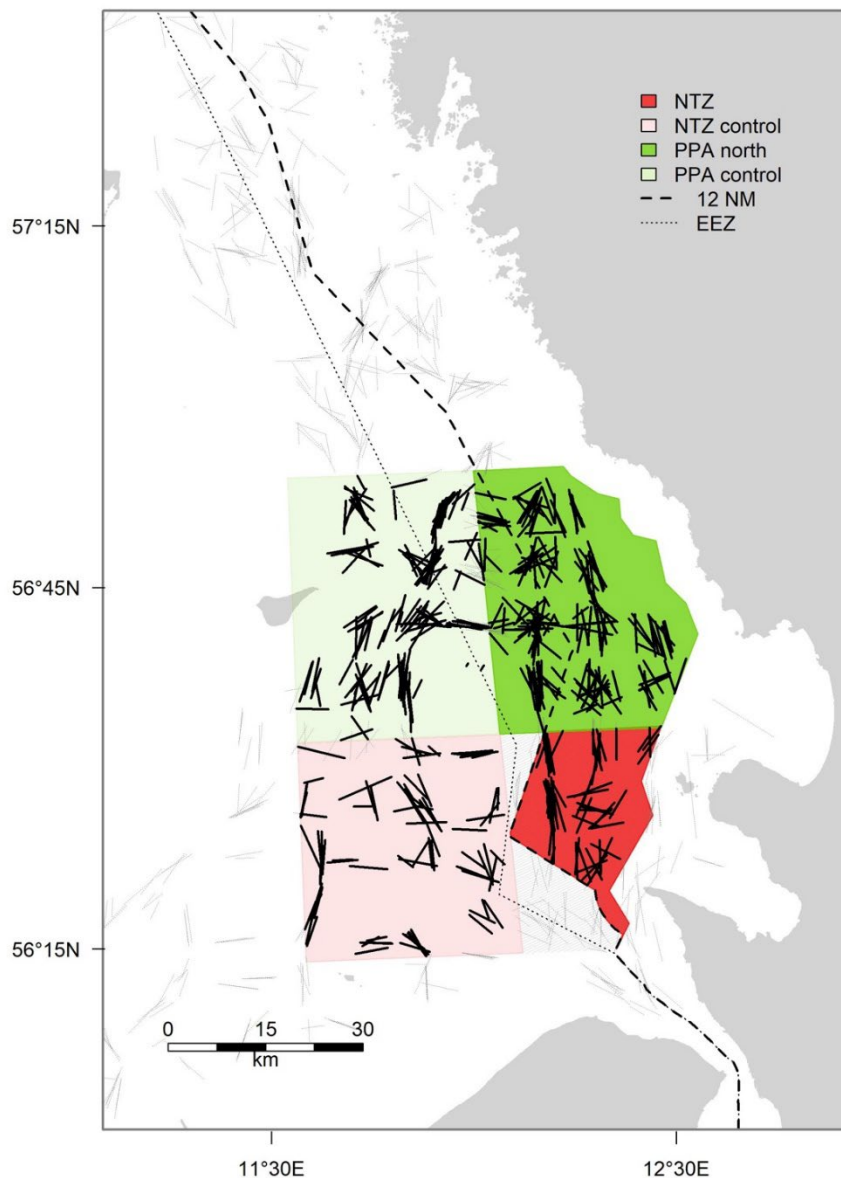 NTZ
NTZ control
PPA north
PPA control
12 NM
EEZ
57°15N
56°45N
56°15N
0 15 30
km
11°30E 12°30E